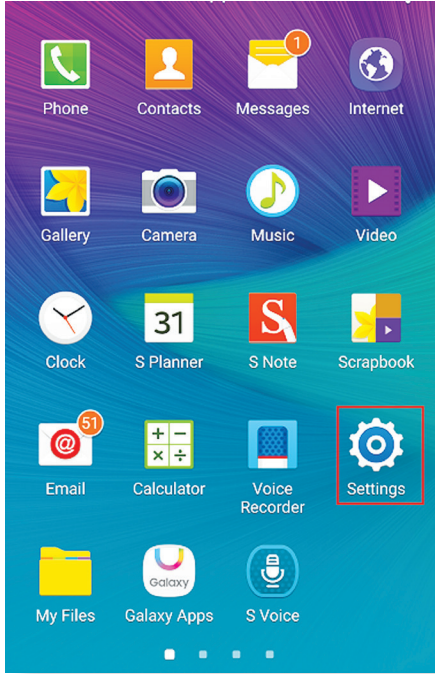 1
Phone Contacts Messages Internet
Gallery Camera Music Video
31
S
Clock S Planner S Note Scrapbook
51
@
+ −
× ÷
Email Calculator Voice Recorder Settings
Galaxy
My Files Galaxy Apps S Voice